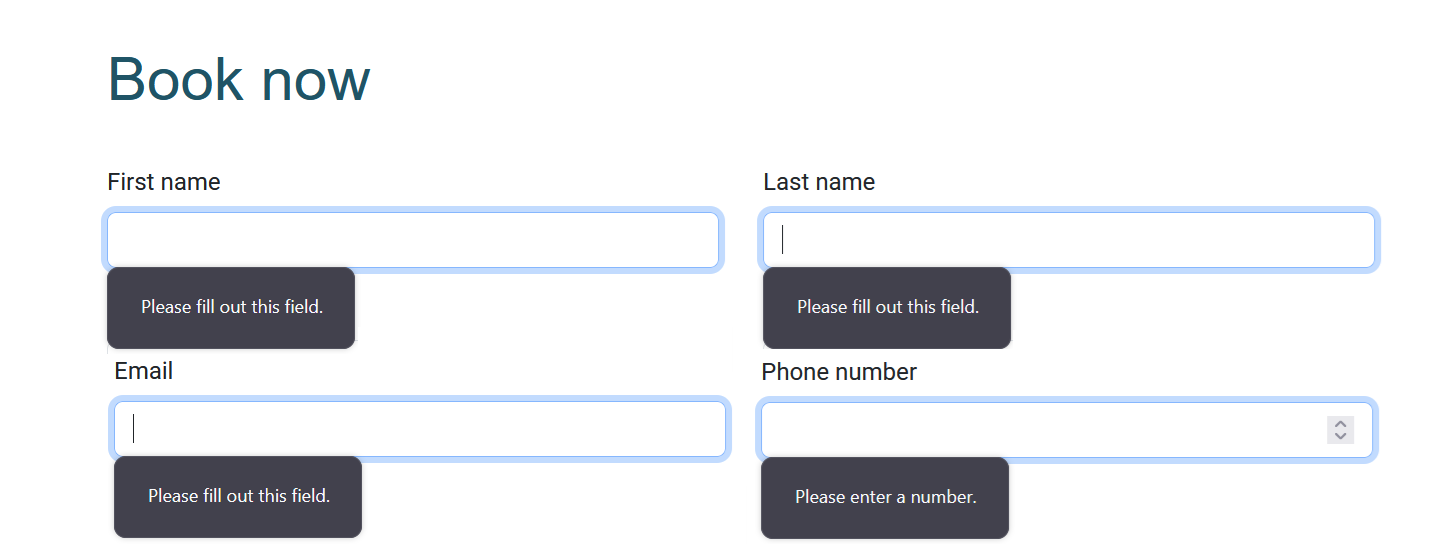 Book now
First name
Last name
Please fill out this field.
Please fill out this field.
Email
Phone number
Please fill out this field.
Please enter a number.